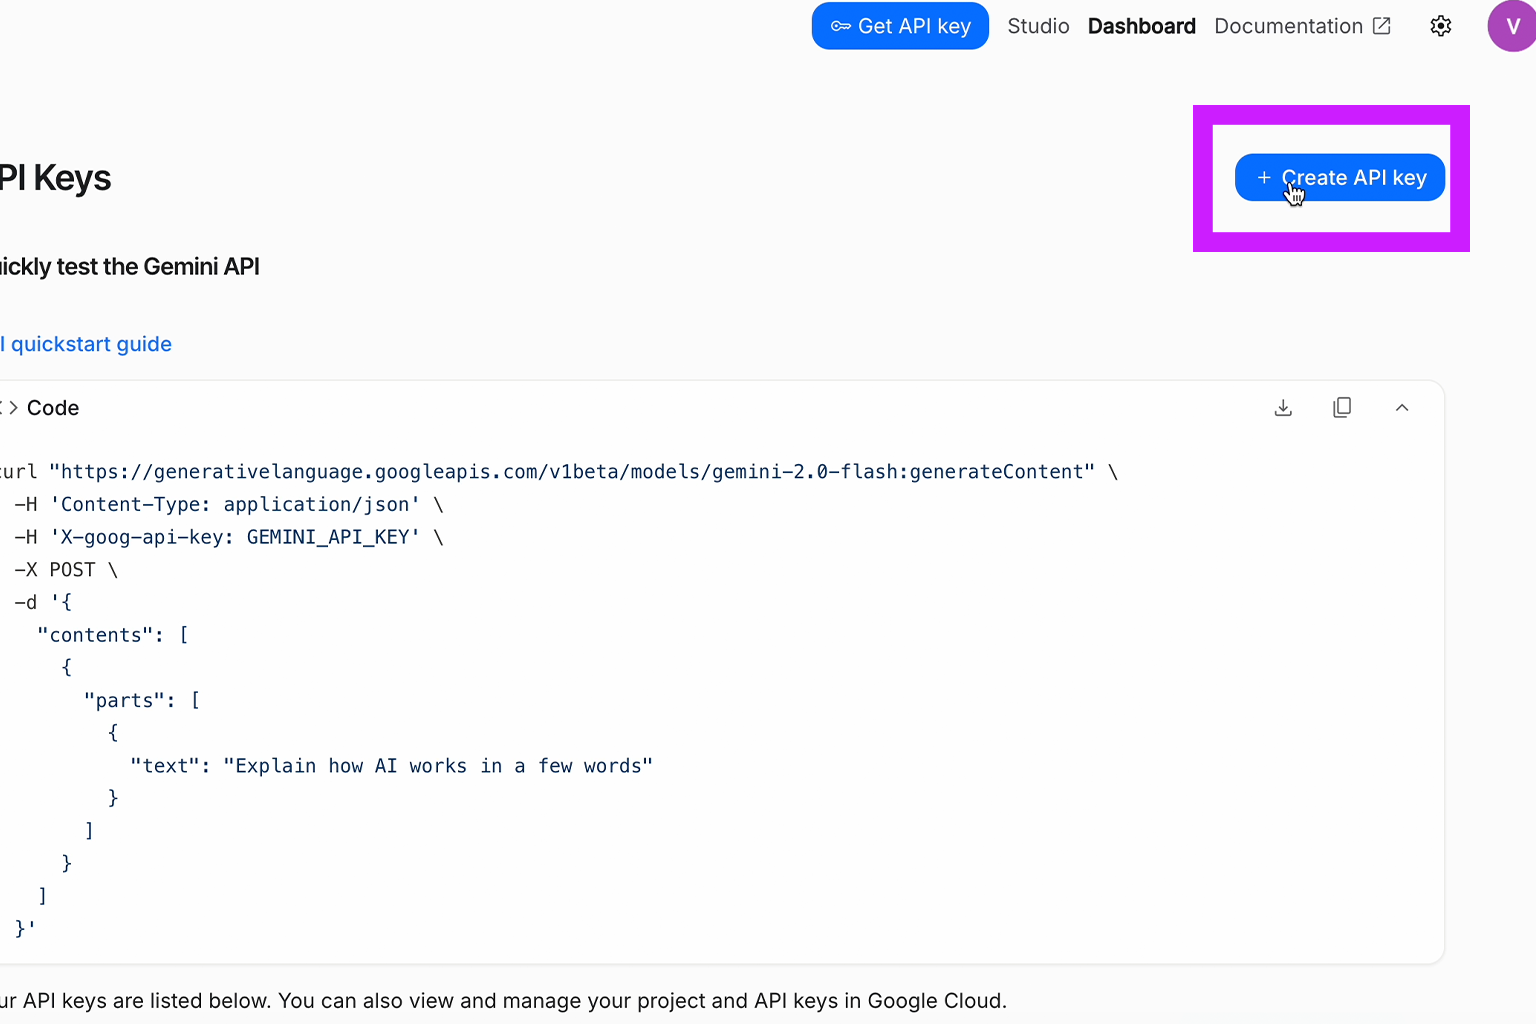 Get API key Studio Dashboard Documentation V
PI Keys
+ Create API key
ickly test the Gemini API
I quickstart guide
Code
curl "https://generativelanguage.googleapis.com/v1beta/models/gemini-2.0-flash:generateContent" \
-H 'Content-Type: application/json' \
-H 'X-goog-api-key: GEMINI_API_KEY' \
-X POST \
-d '{
"contents": [
{
"parts": [
{
"text": "Explain how AI works in a few words"
}
]
}
]
}'
ur API keys are listed below. You can also view and manage your project and API keys in Google Cloud.